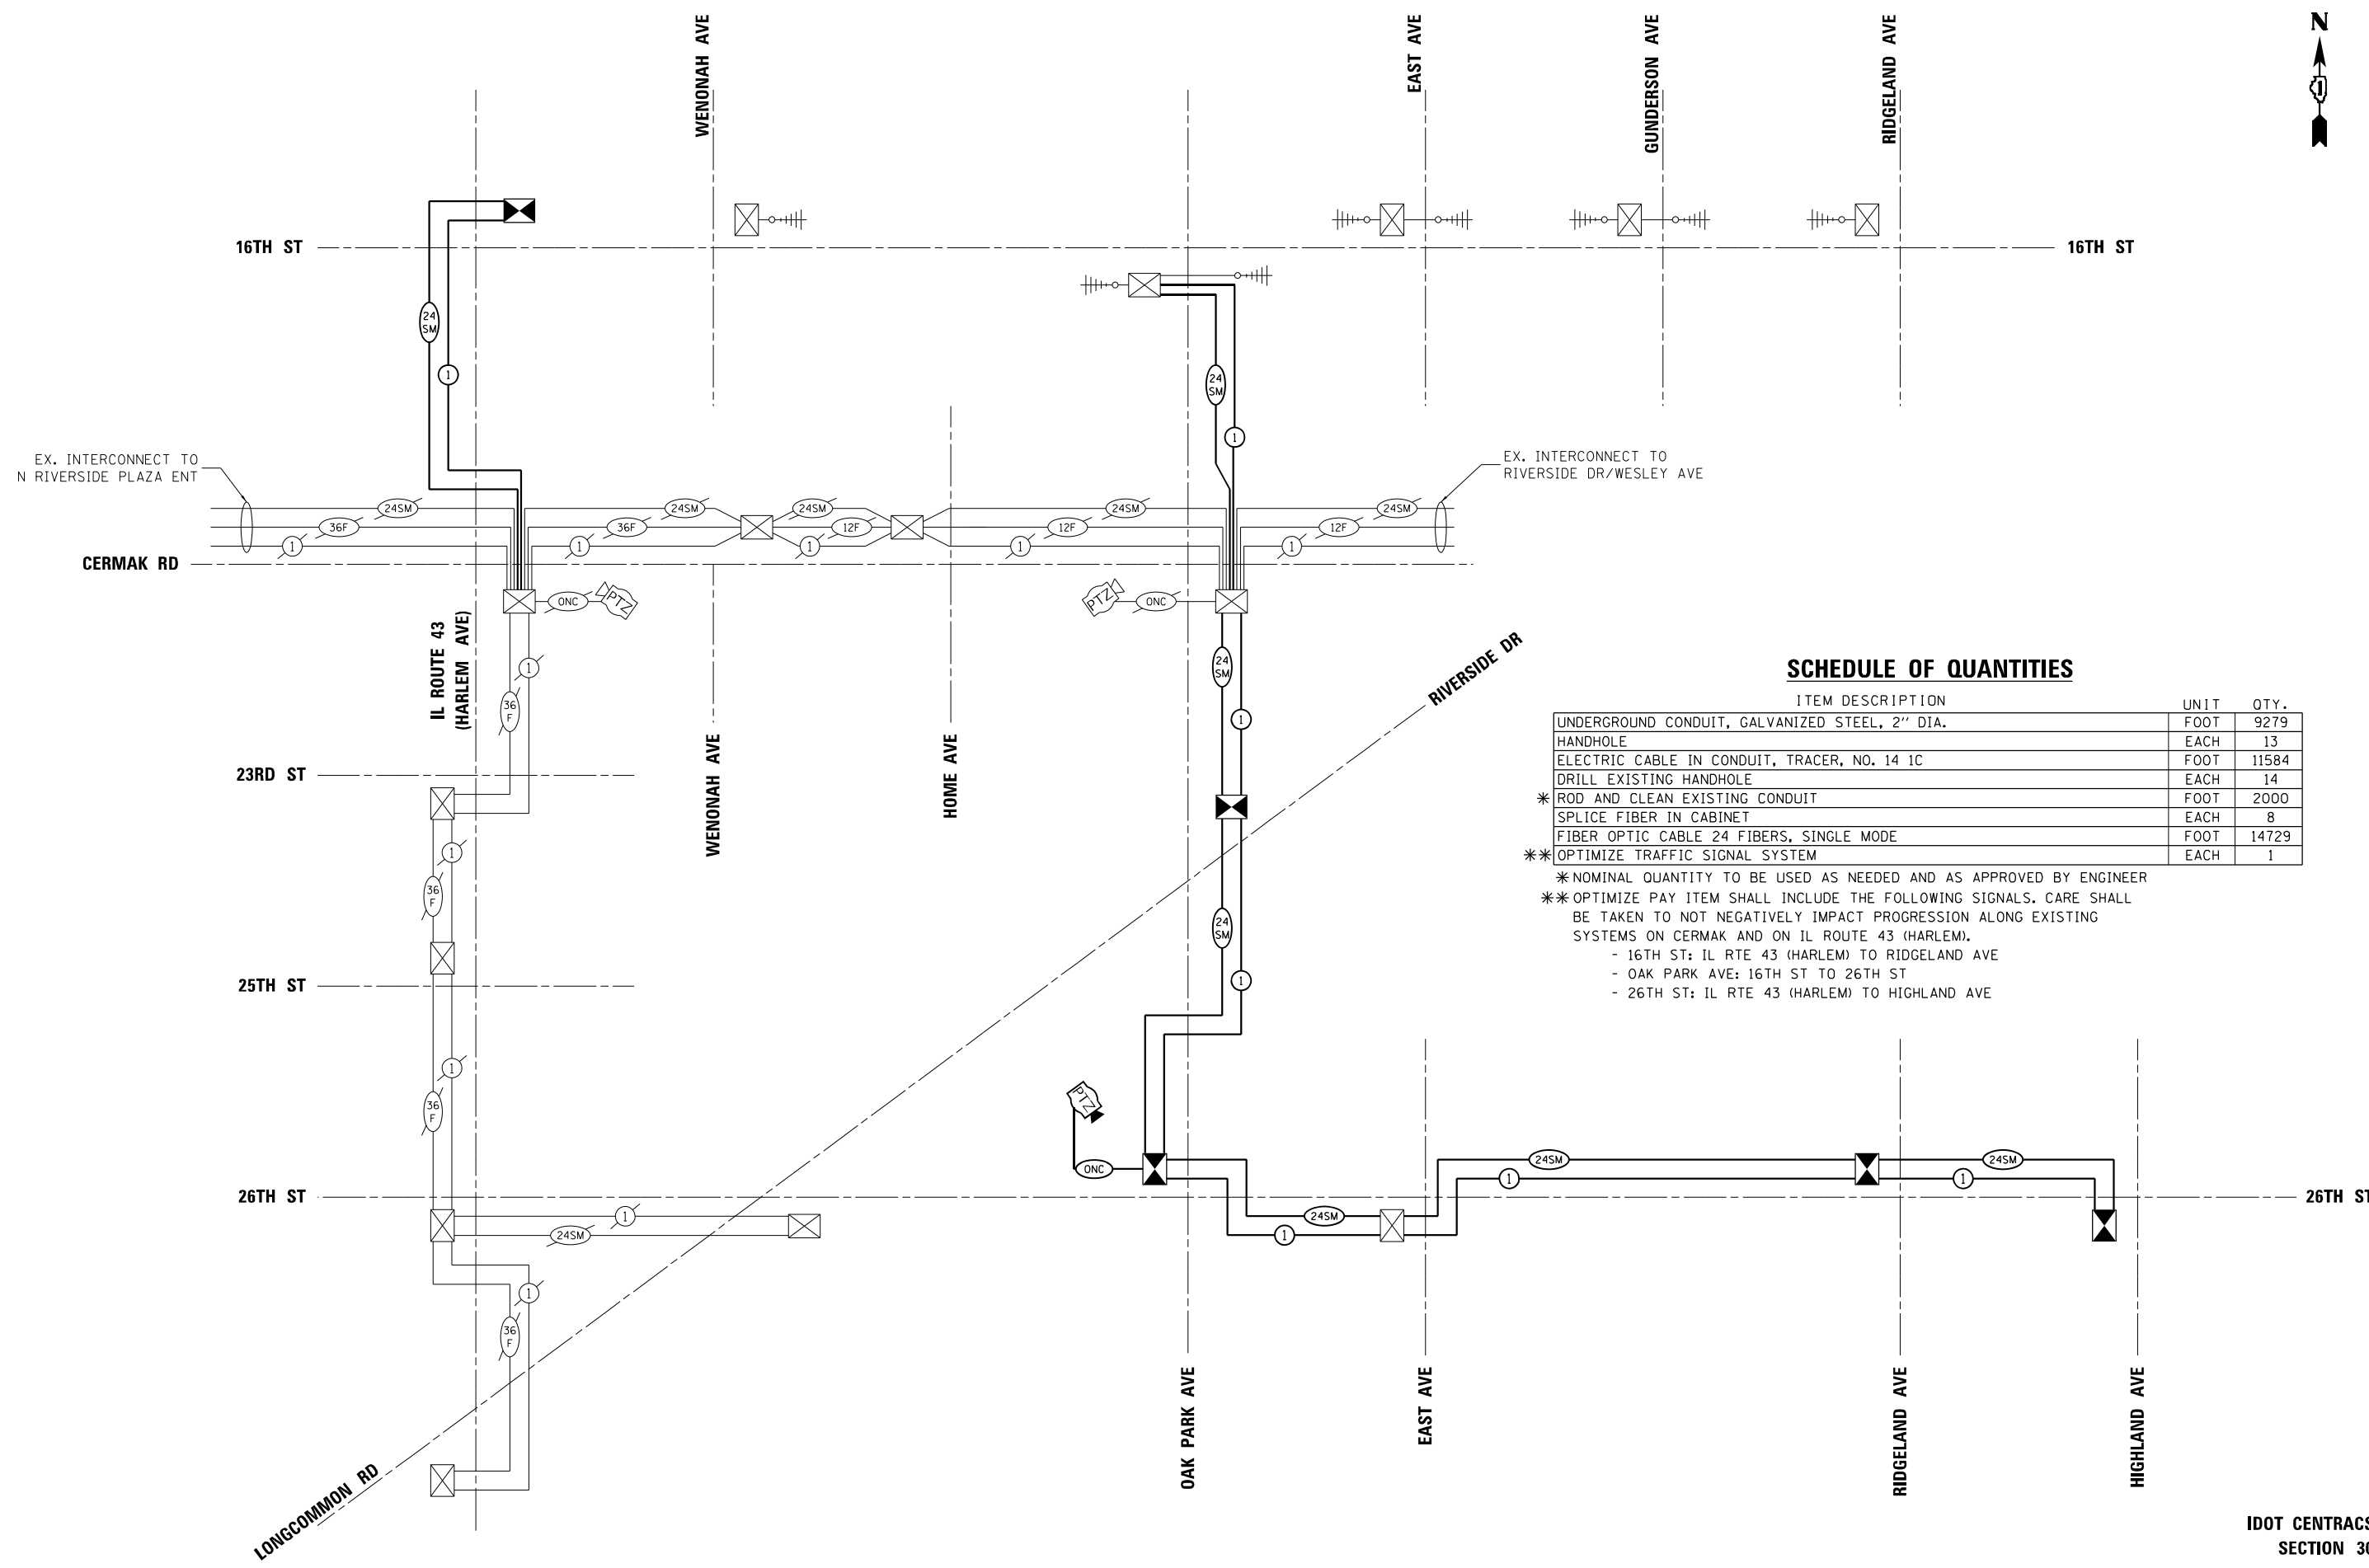 WENONAH AVE
EAST AVE
GUNDERSON AVE
RIDGELAND AVE
N
1
16TH ST
16TH ST
24
SM
1
24
SM
1
EX. INTERCONNECT TO
N RIVERSIDE PLAZA ENT
EX. INTERCONNECT TO
RIVERSIDE DR/WESLEY AVE
24SM
24SM
24SM
24SM
24SM
36F
36F
12F
12F
12F
1
1
1
1
1
CERMAK RD
ONC
PTZ
PTZ
ONC
IL ROUTE 43
(HARLEM AVE)
1
36
F
24
SM
1
RIVERSIDE DR
23RD ST
WENONAH AVE
HOME AVE
SCHEDULE OF QUANTITIES
ITEM DESCRIPTION UNIT QTY.
UNDERGROUND CONDUIT, GALVANIZED STEEL, 2'' DIA. FOOT 9279
HANDHOLE EACH 13
ELECTRIC CABLE IN CONDUIT, TRACER, NO. 14 1C FOOT 11584
DRILL EXISTING HANDHOLE EACH 14
* ROD AND CLEAN EXISTING CONDUIT FOOT 2000
SPLICE FIBER IN CABINET EACH 8
FIBER OPTIC CABLE 24 FIBERS, SINGLE MODE FOOT 14729
** OPTIMIZE TRAFFIC SIGNAL SYSTEM EACH 1
* NOMINAL QUANTITY TO BE USED AS NEEDED AND AS APPROVED BY ENGINEER
** OPTIMIZE PAY ITEM SHALL INCLUDE THE FOLLOWING SIGNALS. CARE SHALL
BE TAKEN TO NOT NEGATIVELY IMPACT PROGRESSION ALONG EXISTING
SYSTEMS ON CERMAK AND ON IL ROUTE 43 (HARLEM).
- 16TH ST: IL RTE 43 (HARLEM) TO RIDGELAND AVE
- OAK PARK AVE: 16TH ST TO 26TH ST
- 26TH ST: IL RTE 43 (HARLEM) TO HIGHLAND AVE
1
36
F
24
SM
1
25TH ST
1
36
F
PTZ
ONC
24SM
1
24SM
1
26TH ST
26TH ST
1
24SM
24SM
1
1
36
F
LONGCOMMON RD
OAK PARK AVE
EAST AVE
RIDGELAND AVE
HIGHLAND AVE
IDOT CENTRACS
SECTION 36